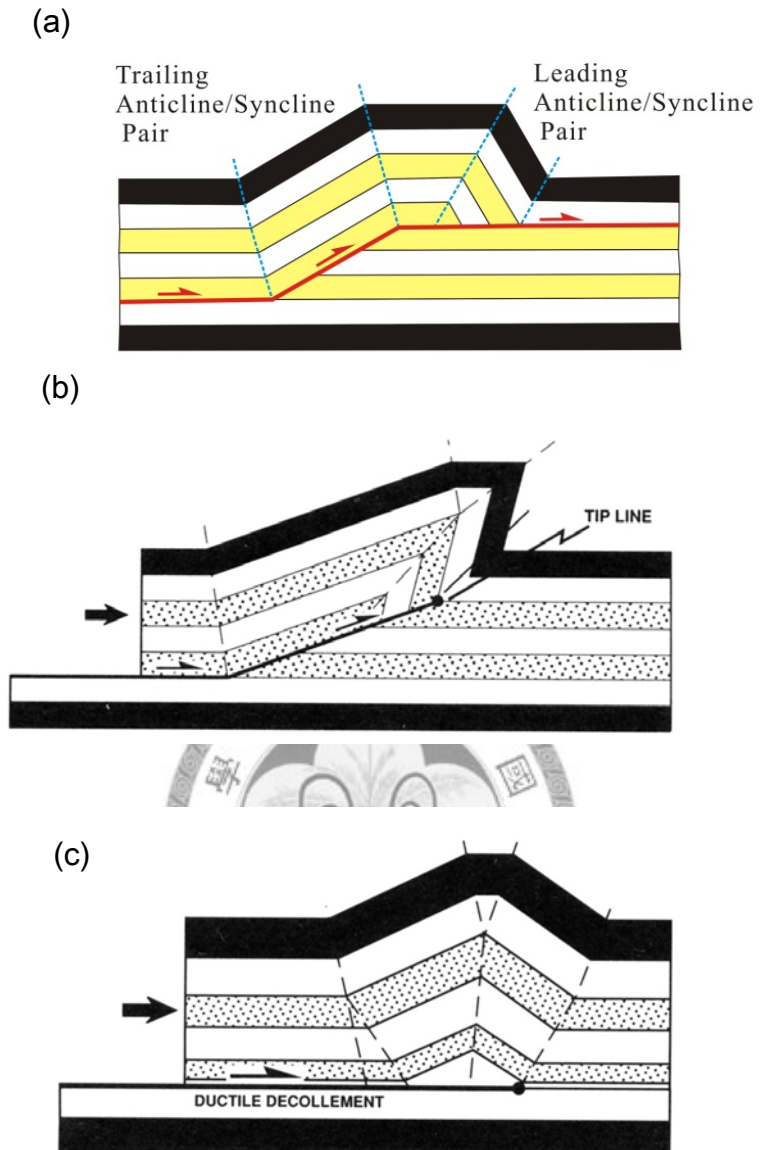 (a)
Trailing
Anticline/Syncline
Pair
Leading
Anticline/Syncline
Pair
(b)
TIP LINE
(c)
DUCTILE DECOLLEMENT